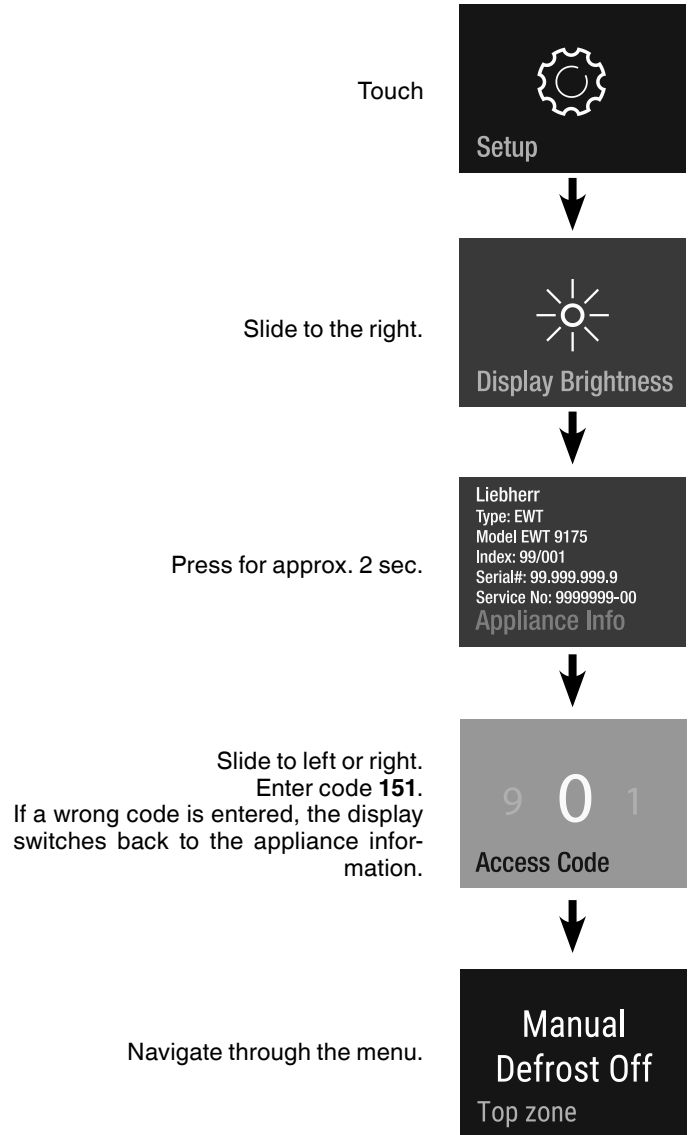 Touch
Setup
Slide to the right.
Display Brightness
Press for approx. 2 sec.
Liebherr
Type: EWT
Model EWT 9175
Index: 99/001
Serial#: 99.999.999.9
Service No: 9999999-00
Appliance Info
Slide to left or right.
Enter code 151.
If a wrong code is entered, the display
switches back to the appliance infor-
mation.
9 0 1
Access Code
Navigate through the menu.
Manual
Defrost Off
Top zone